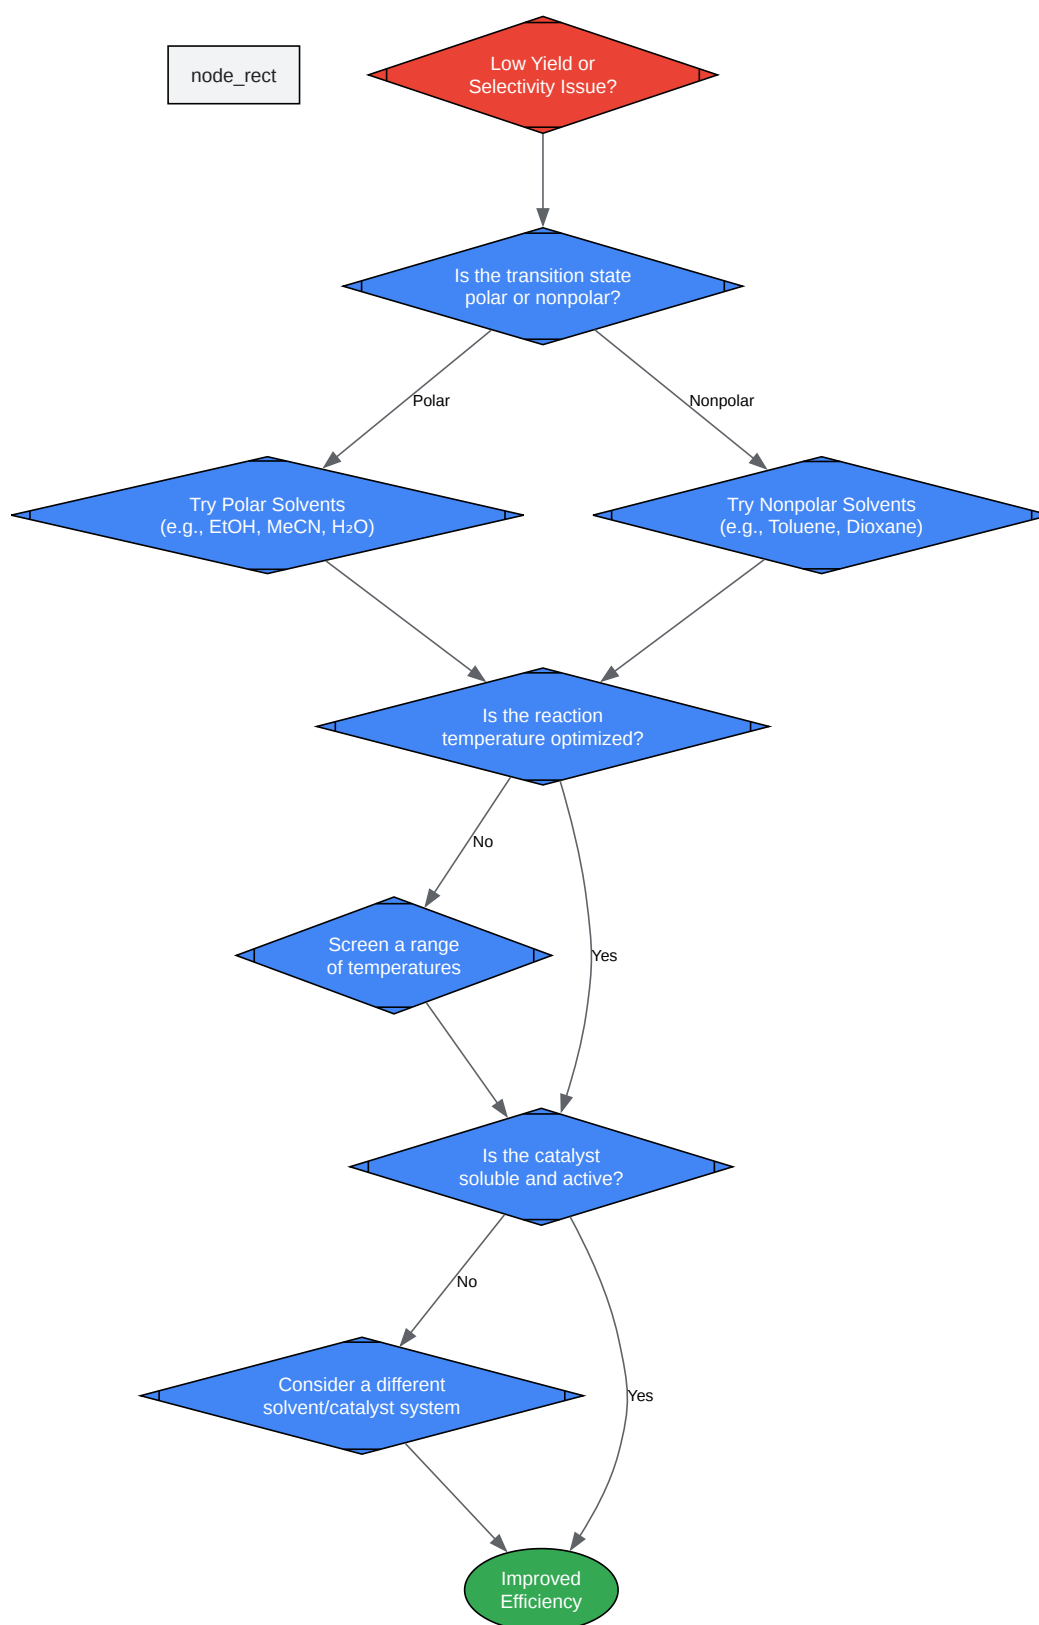 node_rect
Low Yield or
Selectivity Issue?
Is the transition state
polar or nonpolar?
Polar
Nonpolar
Try Polar Solvents
(e.g., EtOH, MeCN, H₂O)
Try Nonpolar Solvents
(e.g., Toluene, Dioxane)
Is the reaction
temperature optimized?
No
Screen a range
of temperatures
Yes
Is the catalyst
soluble and active?
No
Consider a different
solvent/catalyst system
Yes
Improved
Efficiency